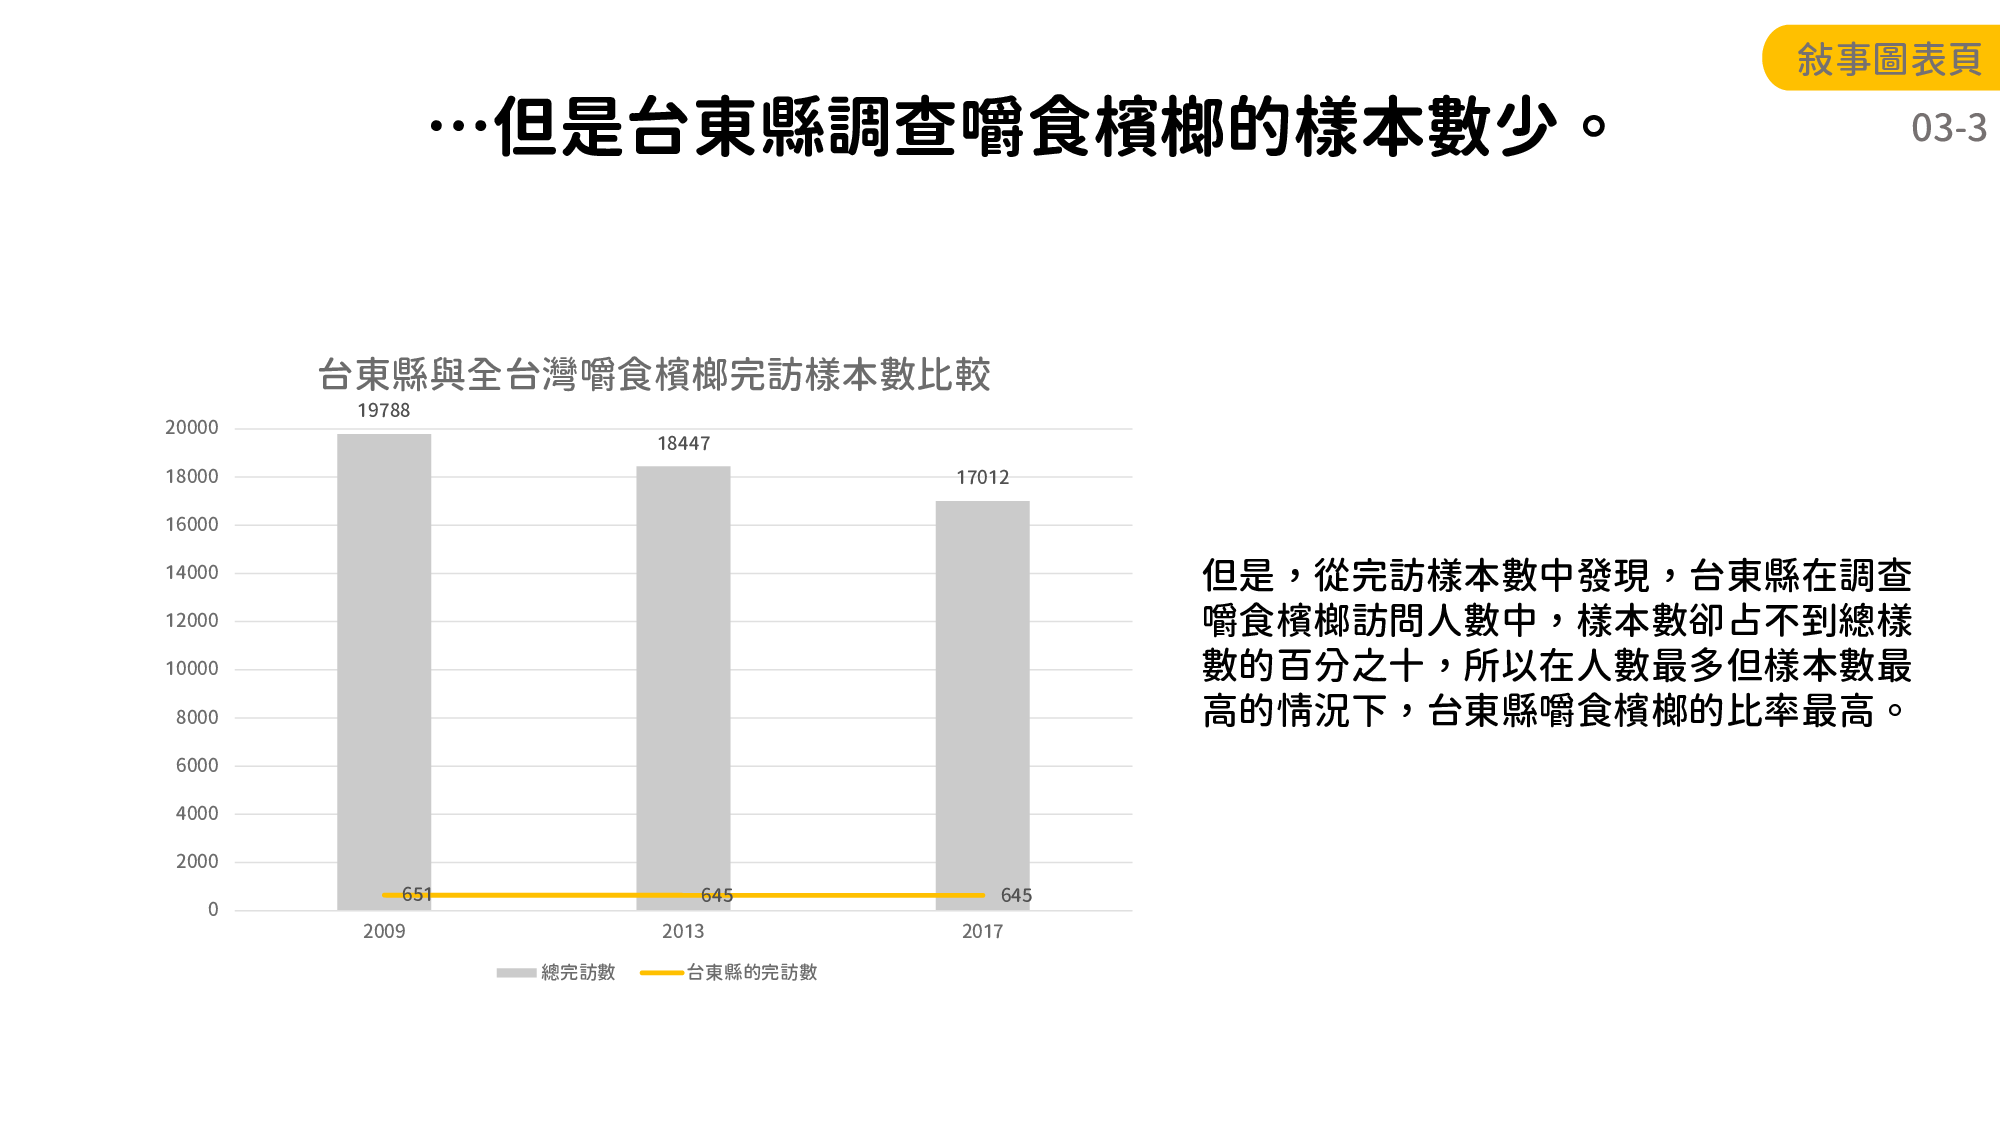 敍事圖表頁
…但是台東縣調查嚼食檳榔的樣本數少。
03-3
台東縣與全台灣嚼食檳榔完訪樣本數比較
19788
18447
17012
20000
18000
16000
14000
12000
10000
8000
6000
4000
2000
0
651
645
645
2009
2013
2017
總完訪數
台東縣的完訪數
但是，從完訪樣本數中發現，台東縣在調查
嚼食檳榔訪問人數中，樣本數卻占不到總樣
數的百分之十，所以在人數最多但樣本數最
高的情況下，台東縣嚼食檳榔的比率最高。